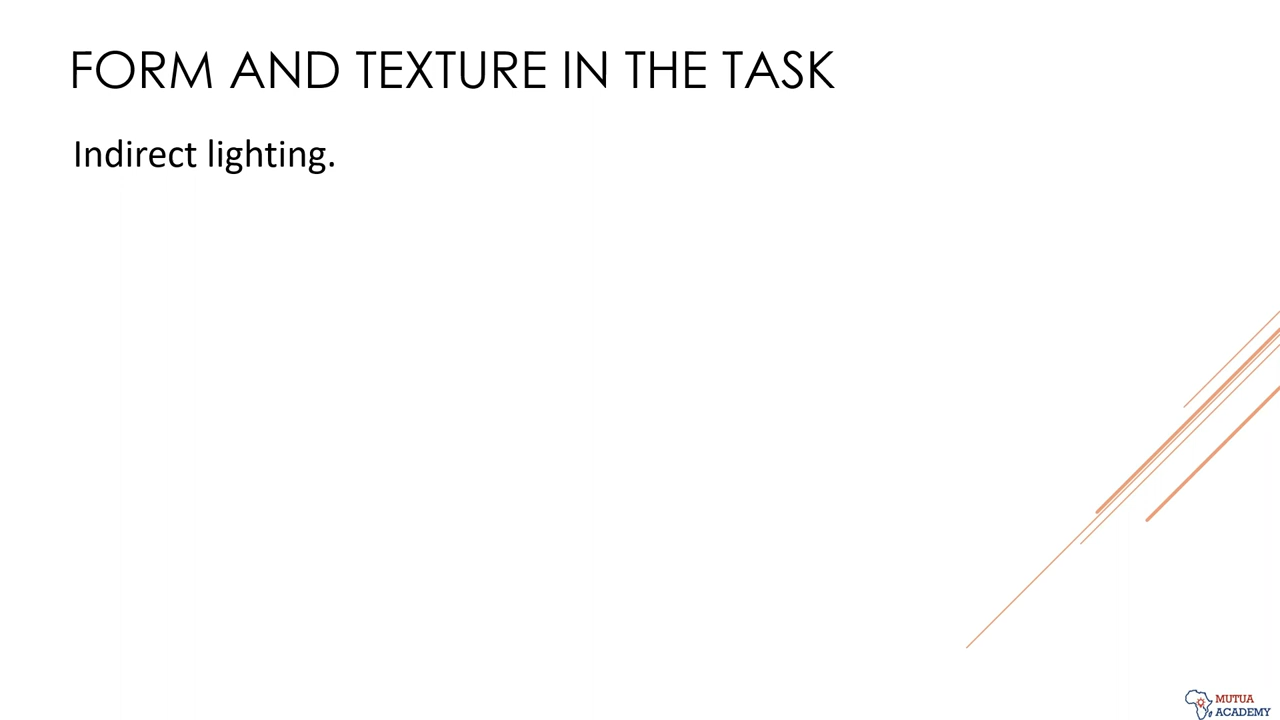 FORM AND TEXTURE IN THE TASK
Indirect lighting.
MUTUA
ACADEMY